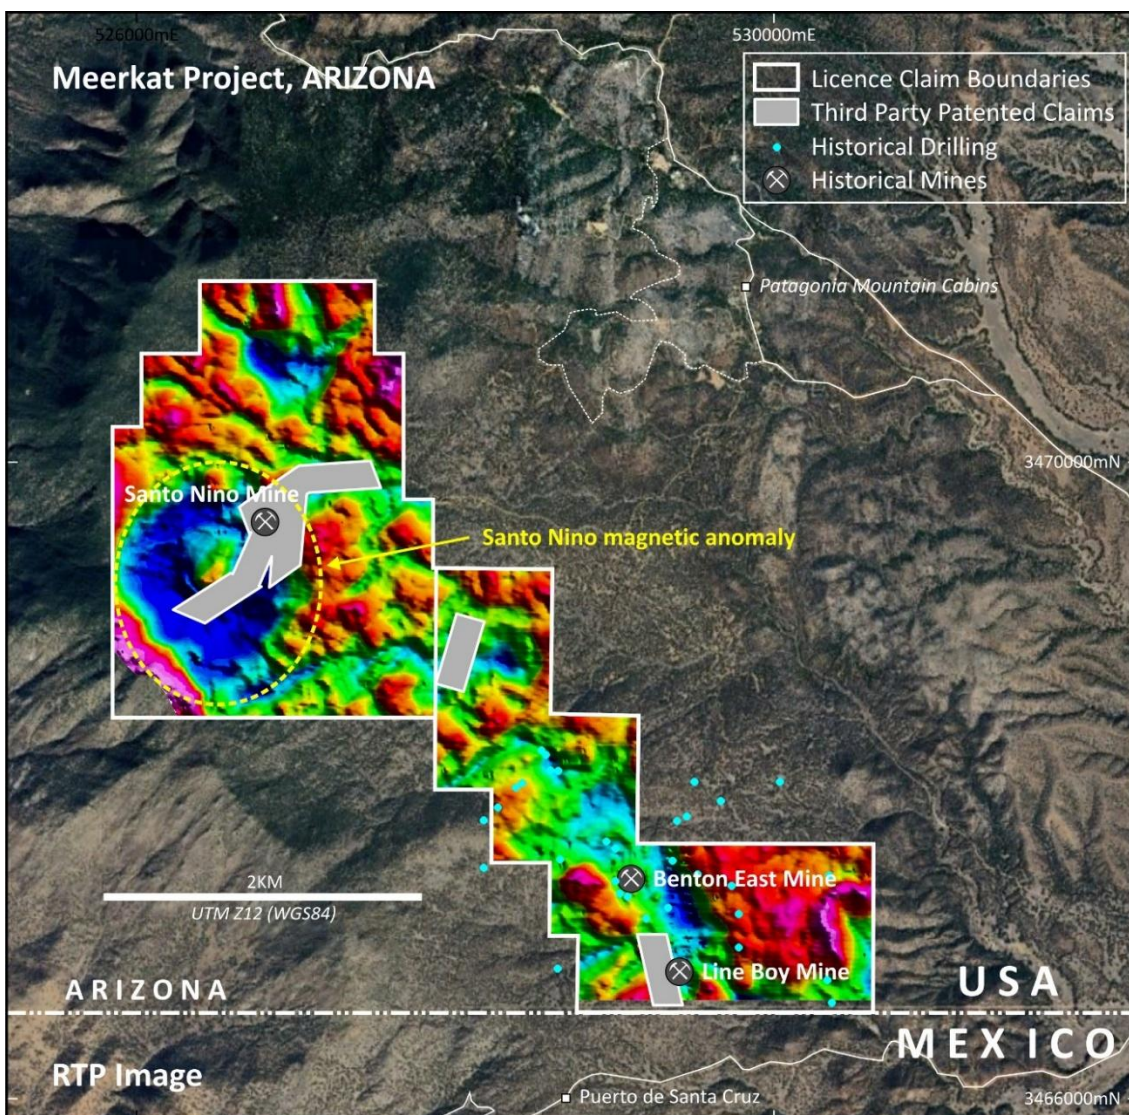 526000mE
530000mE
Meerkat Project, ARIZONA
Licence Claim Boundaries
Third Party Patented Claims
Historical Drilling
Historical Mines
Patagonia Mountain Cabins
3470000mN
Santo Nino Mine
Santo Nino magnetic anomaly
2KM
UTM Z12 (WGS84)
Benton East Mine
Line Boy Mine
ARIZONA
USA
MEXICO
RTP Image
Puerto de Santa Cruz
3466000mN